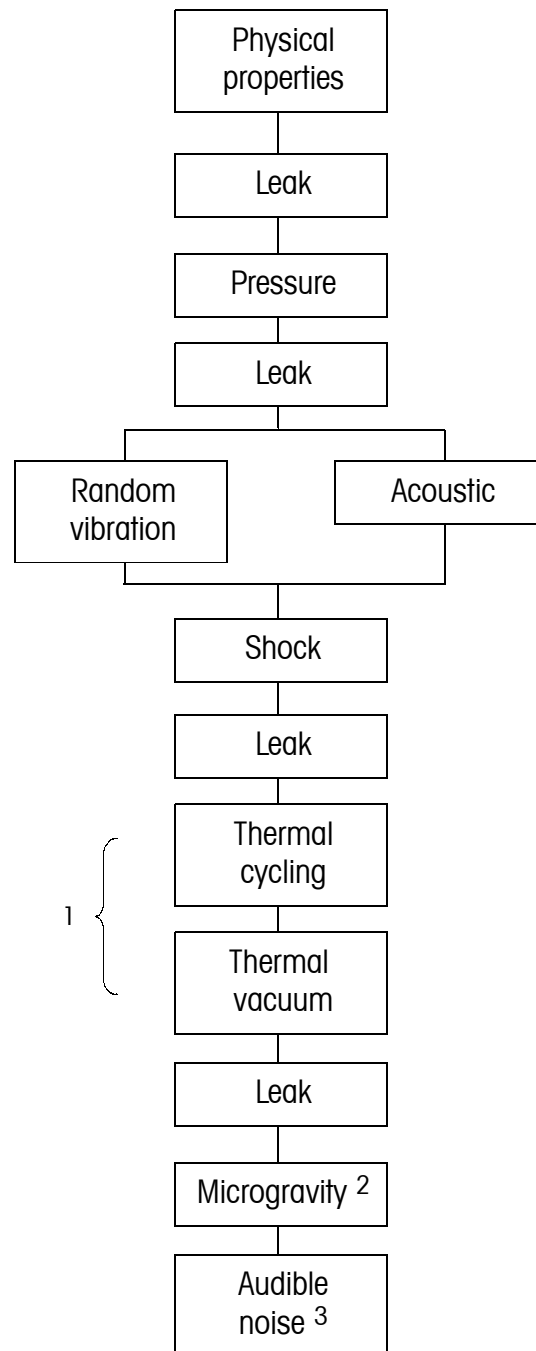 Physical
properties
Leak
Pressure
Leak
Random
vibration
Acoustic
Shock
Leak
Thermal
cycling
1
Thermal
vacuum
Leak
Microgravity 2
Audible
noise 3